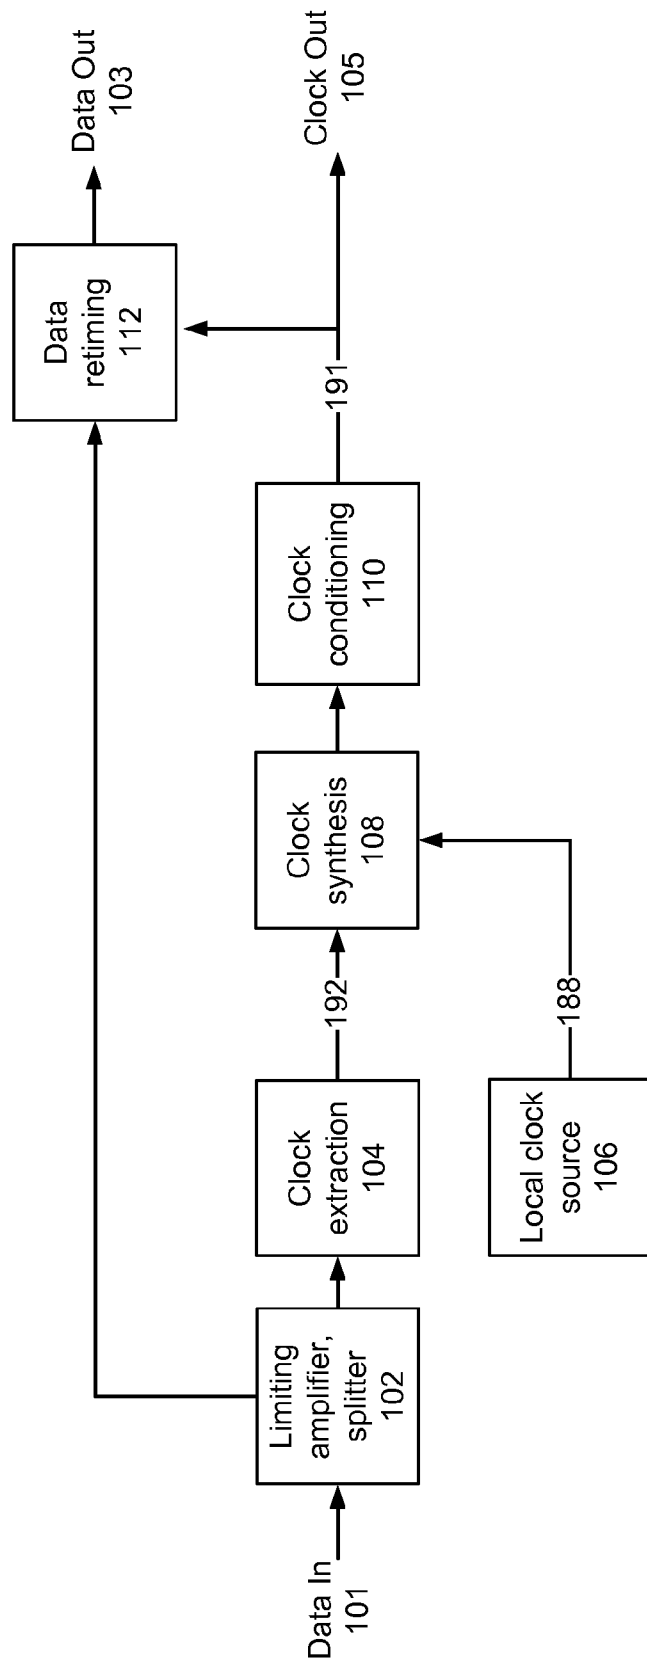 Data In
101
Limiting
amplifier,
splitter
102
Clock
extraction
104
192
Local clock
source
106
188
Clock
synthesis
108
Clock
conditioning
110
191
Data
retiming
112
Data Out
103
Clock Out
105